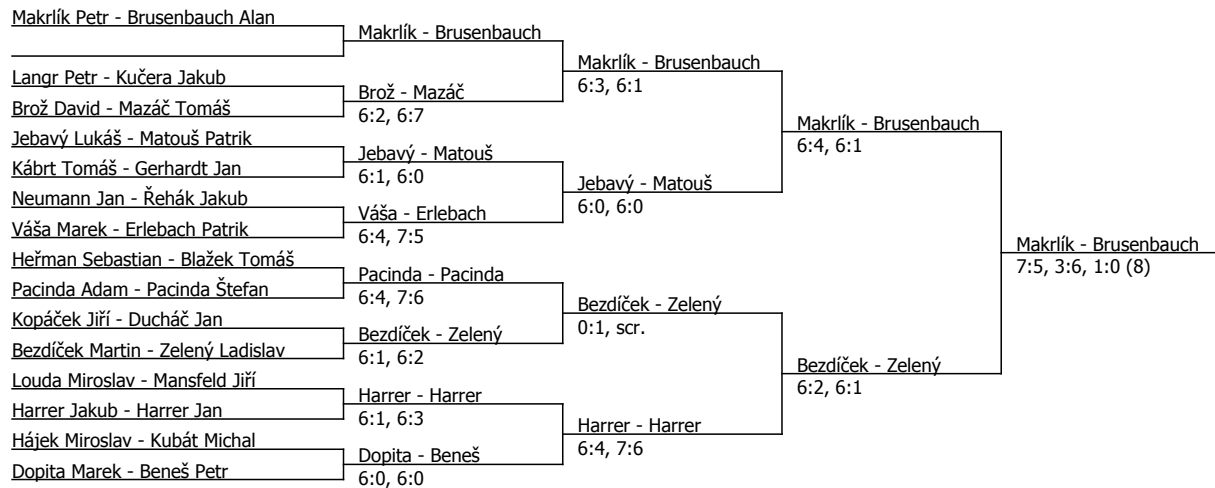 Makrlík Petr - Brusenbauch Alan
Langr Petr - Kučera Jakub
Brož David - Mazáč Tomáš
Jebavý Lukáš - Matouš Patrik
Kábrt Tomáš - Gerhardt Jan
Neumann Jan - Řehák Jakub
Váša Marek - Erlebach Patrik
Heřman Sebastian - Blažek Tomáš
Pacinda Adam - Pacinda Štefan
Kopáček Jiří - Ducháč Jan
Bezdíček Martin - Zelený Ladislav
Louda Miroslav - Mansfeld Jiří
Harrer Jakub - Harrer Jan
Hájek Miroslav - Kubát Michal
Dopita Marek - Beneš Petr
Makrlík - Brusenbauch
Brož - Mazáč
6:2, 6:7
Jebavý - Matouš
6:1, 6:0
Váša - Erlebach
6:4, 7:5
Pacinda - Pacinda
6:4, 7:6
Bezdíček - Zelený
6:1, 6:2
Harrer - Harrer
6:1, 6:3
Dopita - Beneš
6:0, 6:0
Makrlík - Brusenbauch
6:3, 6:1
Jebavý - Matouš
6:0, 6:0
Bezdíček - Zelený
0:1, scr.
Harrer - Harrer
6:4, 7:6
Makrlík - Brusenbauch
6:4, 6:1
Bezdíček - Zelený
6:2, 6:1
Makrlík - Brusenbauch
7:5, 3:6, 1:0 (8)